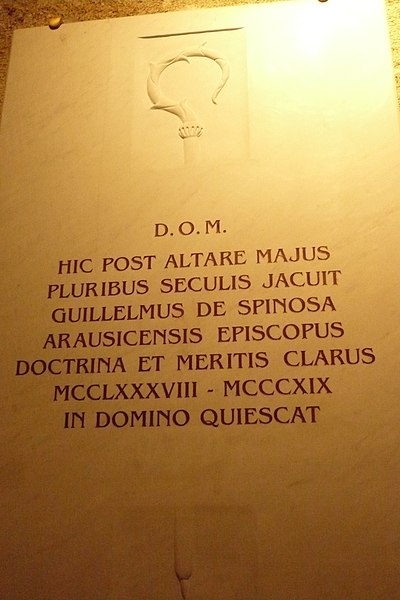 D.O.M.
HIC POST ALTARE MAJUS
PLURIBUS SECULIS JACUIT
GUILLELMUS DE SPINOSA
ARAUSICENSIS EPISCOPUS
DOCTRINA ET MERITIS CLARUS
MCCLXXXVIII - MCCCXIX
IN DOMINO QUIESCAT